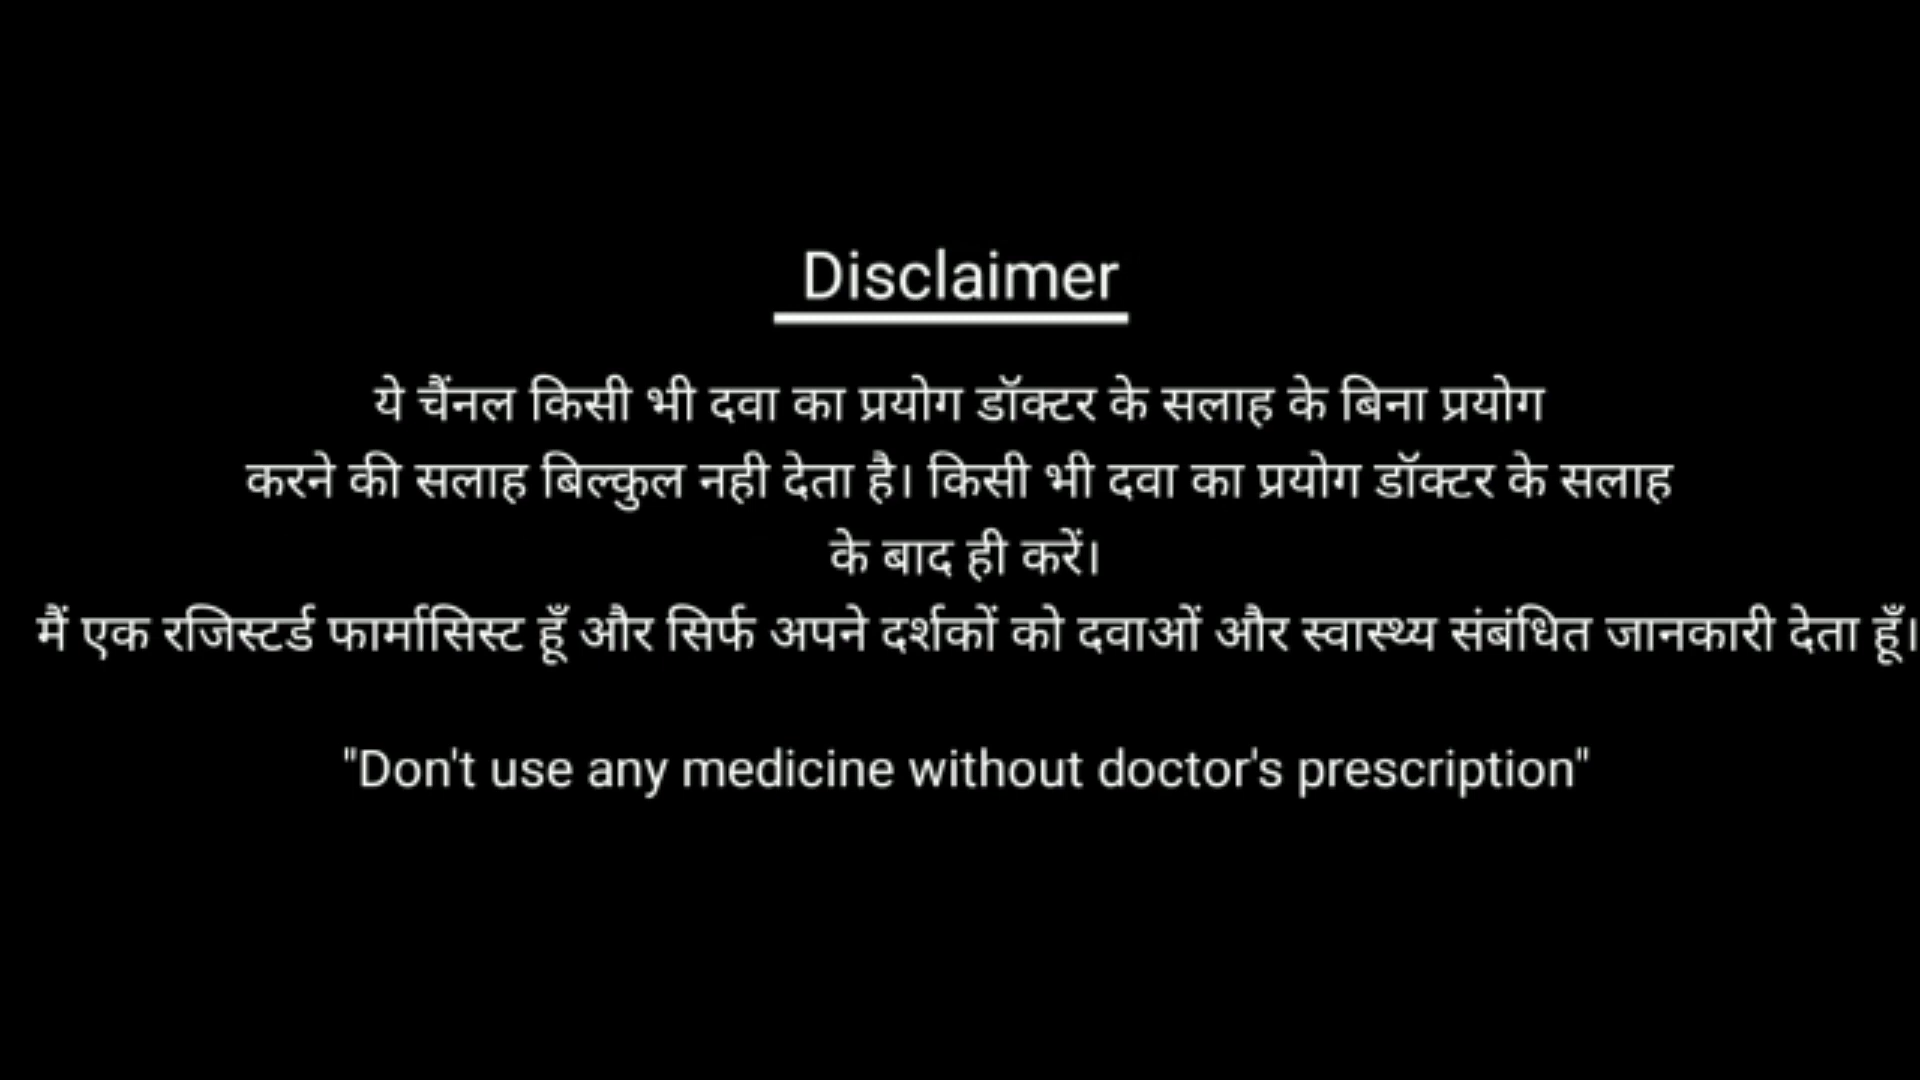 Disclaimer
ये चैंनल किसी भी दवा का प्रयोग डॉक्टर के सलाह के बिना प्रयोग
करने की सलाह बिल्कुल नही देता है। किसी भी दवा का प्रयोग डॉक्टर के सलाह
के बाद ही करें।
मैं एक रजिस्टर्ड फार्मासिस्ट हूँ और सिर्फ अपने दर्शकों को दवाओं और स्वास्थ्य संबंधित जानकारी देता हूँ।
"Don't use any medicine without doctor's prescription"